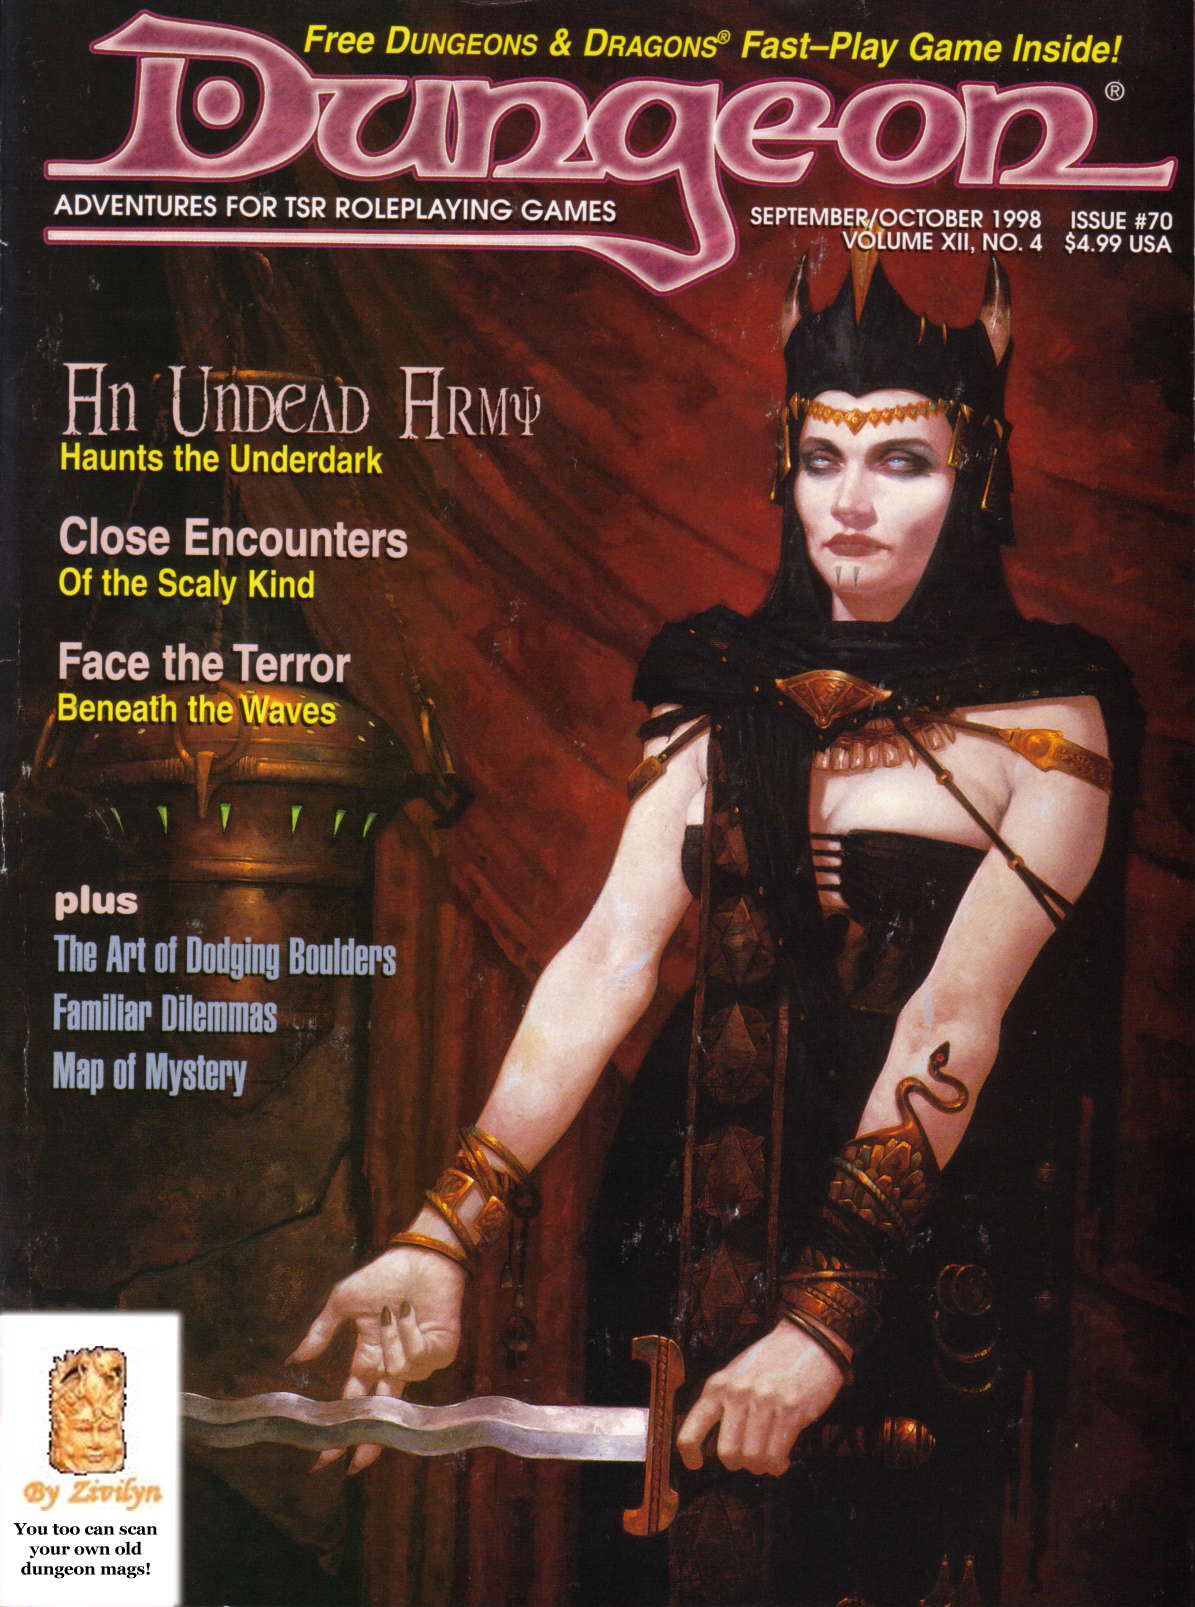 Free DUNGEONS & DRAGONS® Fast–Play Game Inside!
Dungeon®
ADVENTURES FOR TSR ROLEPLAYING GAMES
SEPTEMBER/OCTOBER 1998 ISSUE #70
VOLUME XII, NO. 4 $4.99 USA
An Undead Army
Haunts the Underdark
Close Encounters
Of the Scaly Kind
Face the Terror
Beneath the Waves
plus
The Art of Dodging Boulders
Familiar Dilemmas
Map of Mystery
By Zivilyn
You too can scan
your own old
dungeon mags!